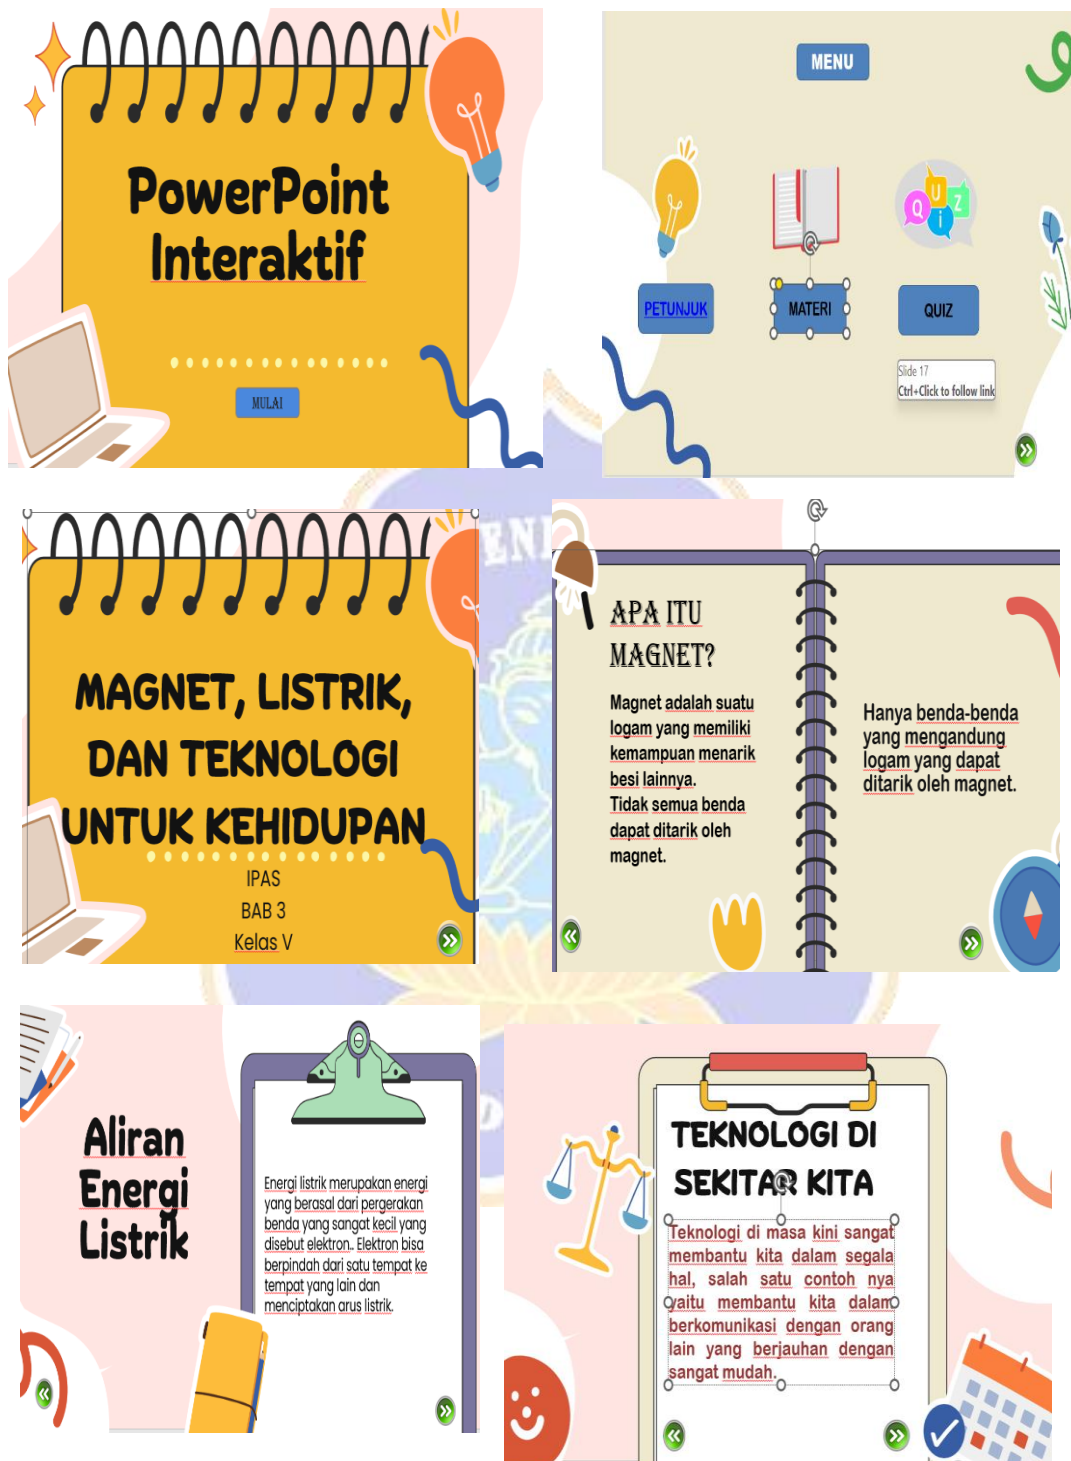 PowerPoint
Interaktif
MULAI
MENU
PETUNJUK
MATERI
QUIZ
QUiZ
Slide 17
Ctrl+Click to follow link
MAGNET, LISTRIK,
DAN TEKNOLOGI
UNTUK KEHIDUPAN
IPAS
BAB 3
Kelas V
APA ITU
MAGNET?
Magnet adalah suatu
logam yang memiliki
kemampuan menarik
besi lainnya.
Tidak semua benda
dapat ditarik oleh
magnet.
Hanya benda-benda
yang mengandung
logam yang dapat
ditarik oleh magnet.
Aliran
Energi
Listrik
Energi listrik merupakan energi
yang berasal dari pergerakan
benda yang sangat kecil yang
disebut elektron.. Elektron bisa
berpindah dari satu tempat ke
tempat yang lain dan
menciptakan arus listrik.
TEKNOLOGI DI
SEKITAR KITA
Teknologi di masa kini sangat
membantu kita dalam segala
hal, salah satu contoh nya
yaitu membantu kita dalam
berkomunikasi dengan orang
lain yang berjauhan dengan
sangat mudah.